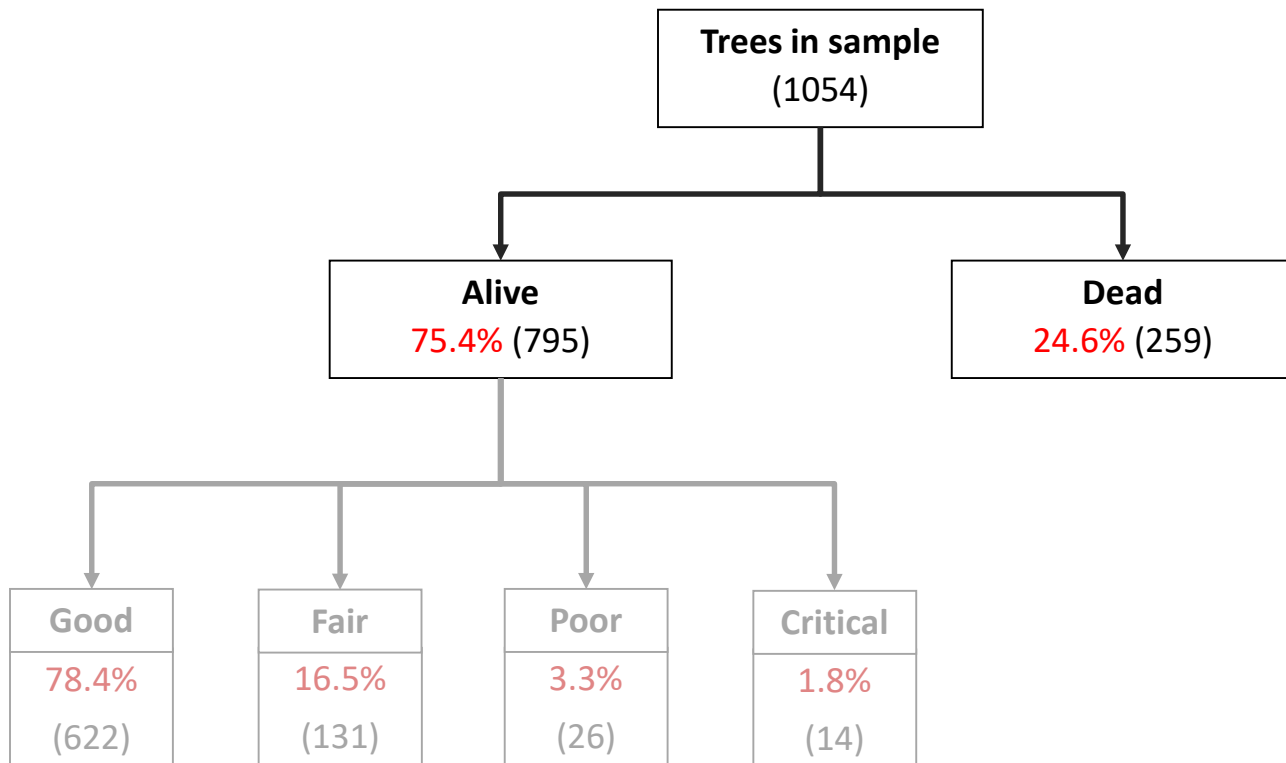 Trees in sample
(1054)
Alive
75.4% (795)
Dead
24.6% (259)
Good
78.4%
(622)
Fair
16.5%
(131)
Poor
3.3%
(26)
Critical
1.8%
(14)